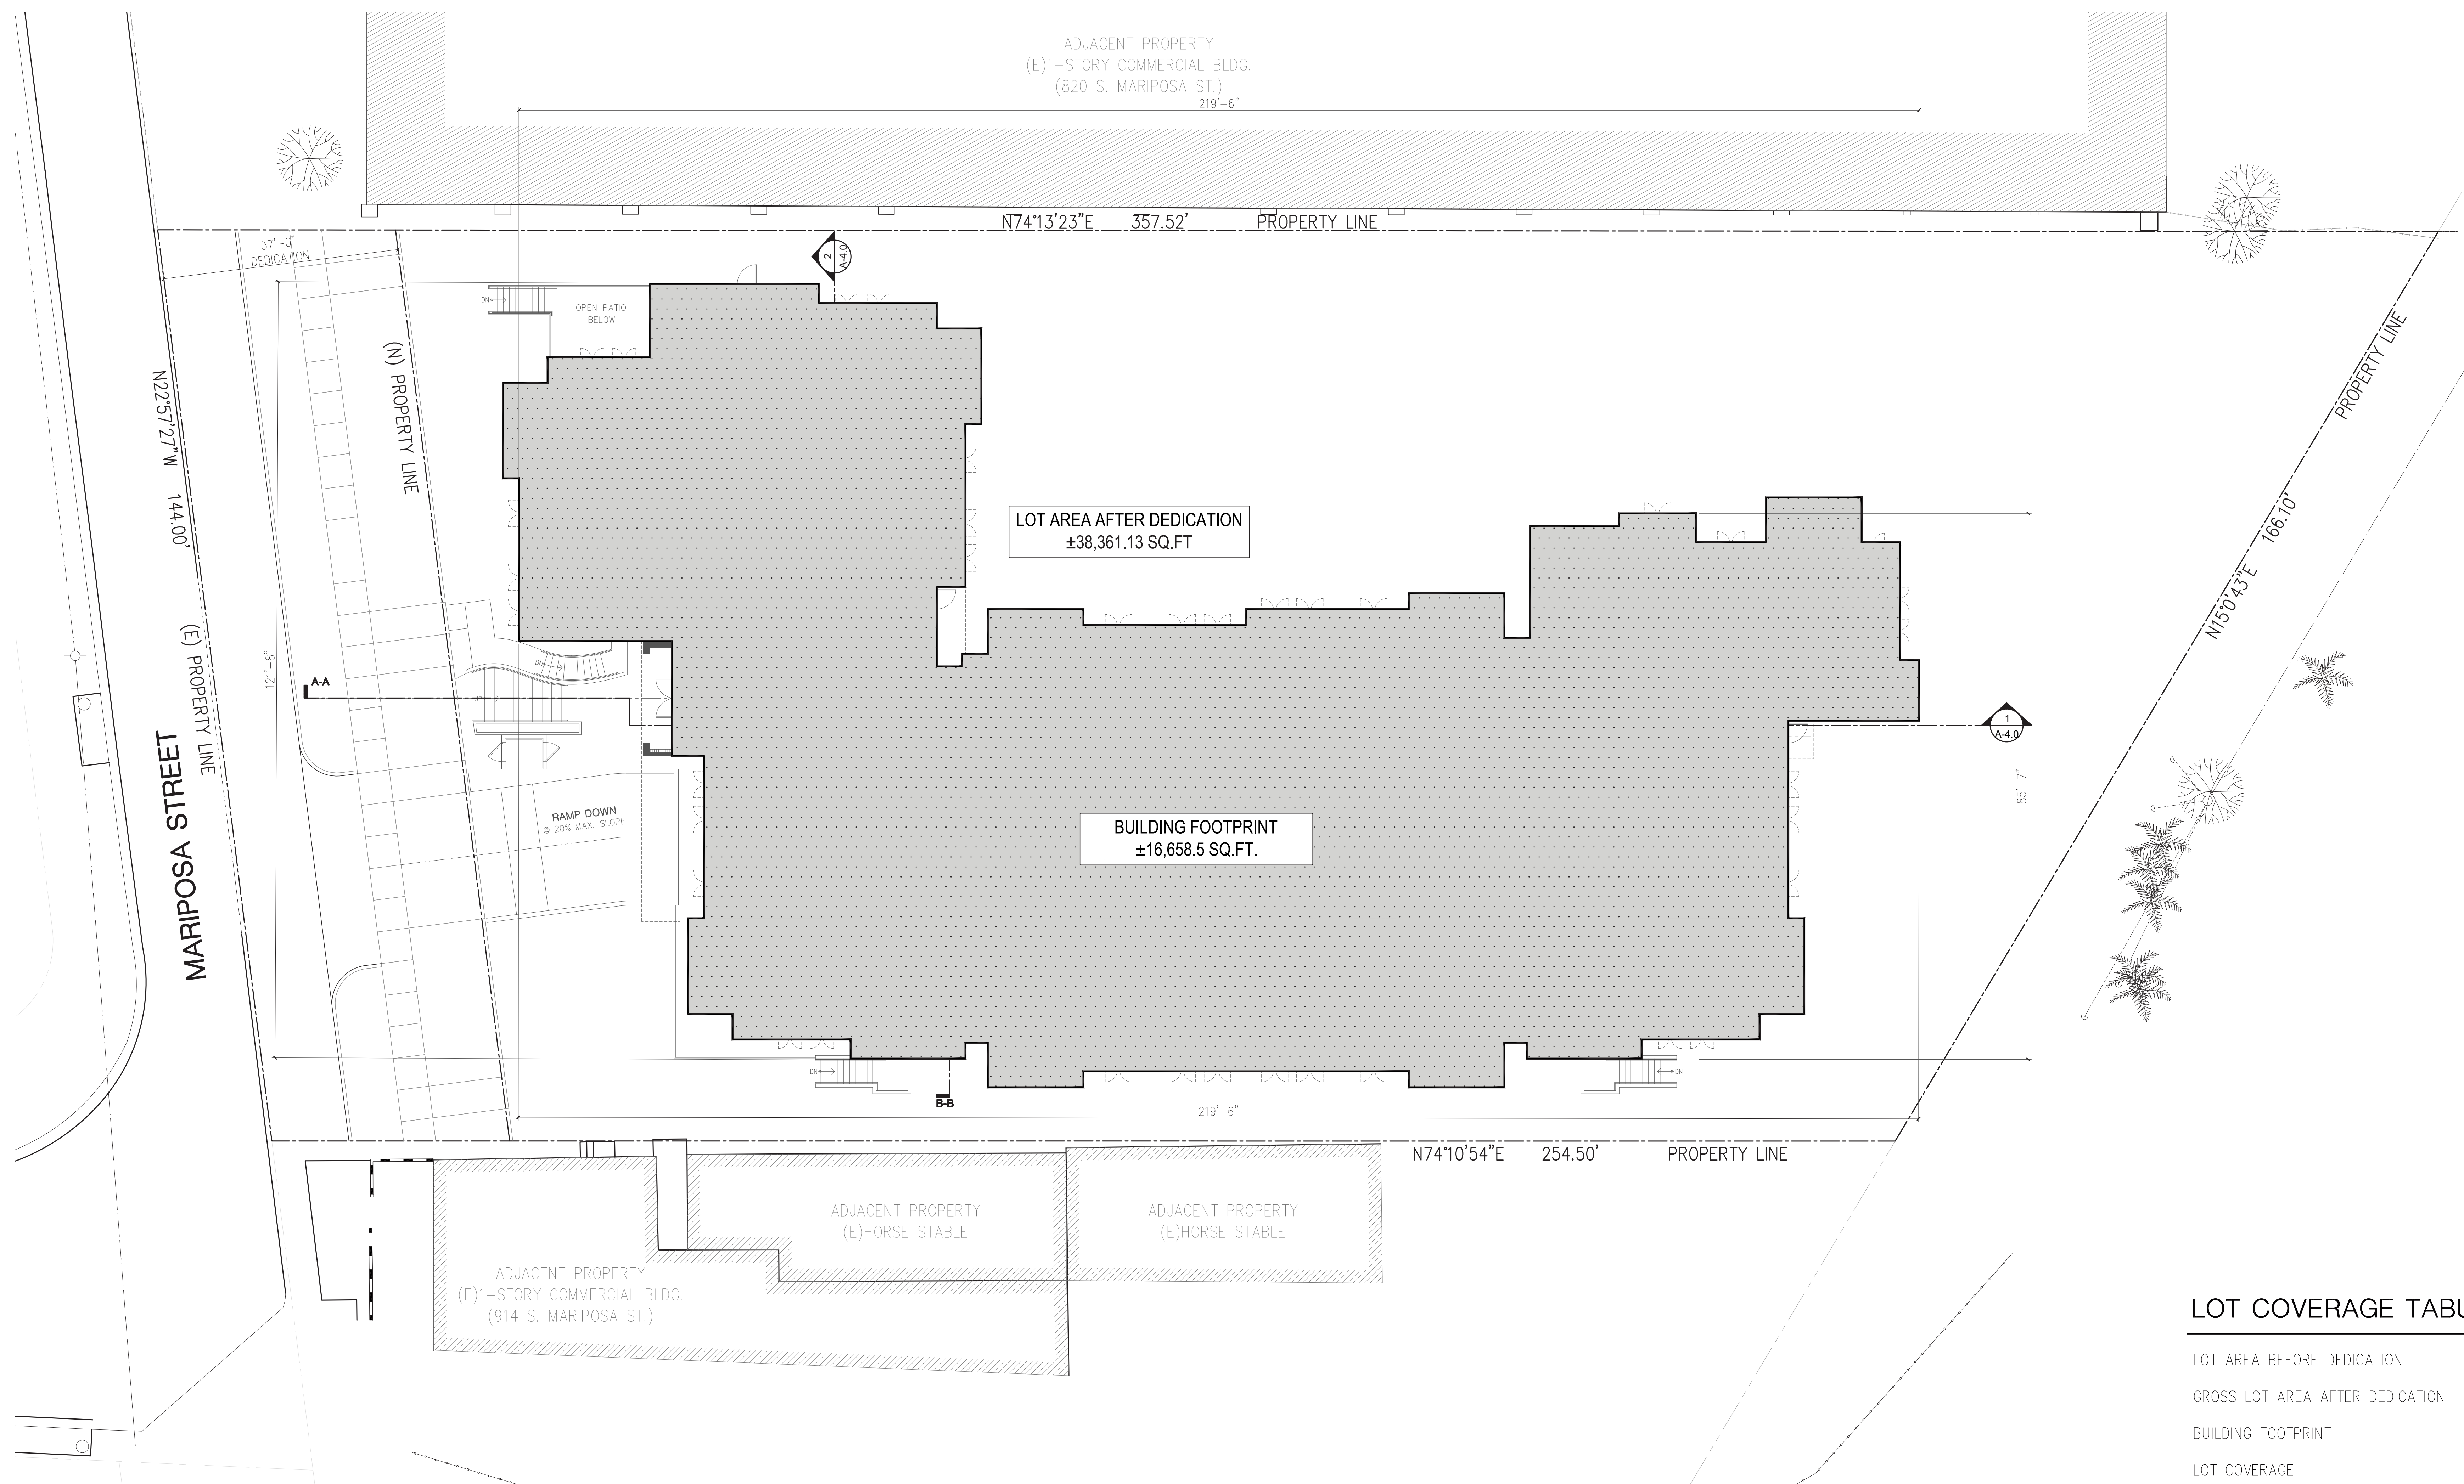 ADJACENT PROPERTY
(E)1-STORY COMMERCIAL BLDG.
(820 S. MARIPOSA ST.)
219'-6"
N74°13'23"E 357.52' PROPERTY LINE
37'-0"
DEDICATION
2
A-4.0
DN
OPEN PATIO
BELOW
(N) PROPERTY LINE
N22°57'27"W 144.00' (E) PROPERTY LINE
PROPERTY LINE
N15°0'43"E 166.10'
LOT AREA AFTER DEDICATION
±38,361.13 SQ.FT
121'-8"
A-A
DN
UP
MARIPOSA STREET
1
A-4.0
85'-7"
RAMP DOWN
@ 20% MAX. SLOPE
BUILDING FOOTPRINT
±16,658.5 SQ.FT.
DN
DN
B-B
219'-6"
N74°10'54"E 254.50' PROPERTY LINE
ADJACENT PROPERTY
(E)HORSE STABLE
ADJACENT PROPERTY
(E)HORSE STABLE
ADJACENT PROPERTY
(E)1-STORY COMMERCIAL BLDG.
(914 S. MARIPOSA ST.)
LOT COVERAGE TABU
LOT AREA BEFORE DEDICATION
GROSS LOT AREA AFTER DEDICATION
BUILDING FOOTPRINT
LOT COVERAGE